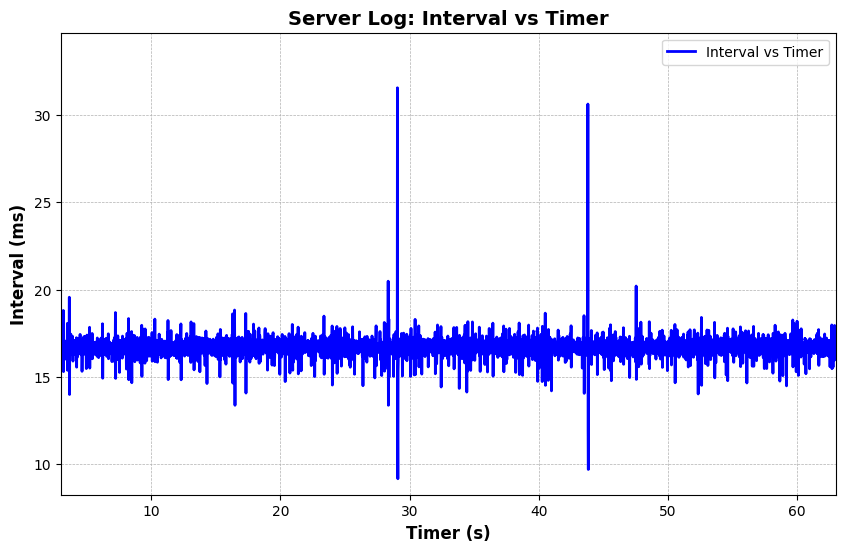 Server Log: Interval vs Timer
Interval vs Timer
30
25
20
15
10
Interval (ms)
10 20 30 40 50 60
Timer (s)